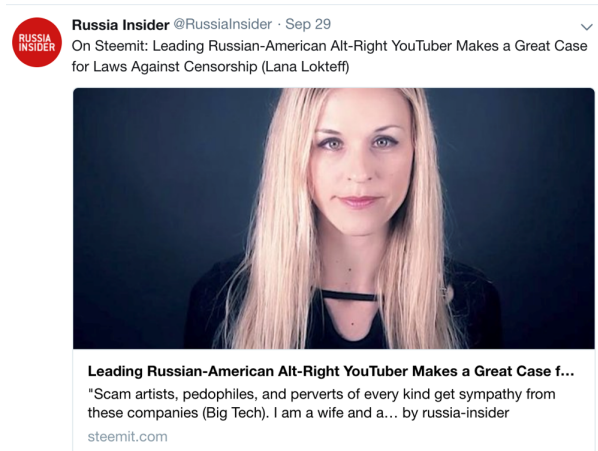 RUSSIA
INSIDER
Russia Insider @RussiaInsider · Sep 29
On Steemit: Leading Russian-American Alt-Right YouTuber Makes a Great Case
for Laws Against Censorship (Lana Lokteff)
Leading Russian-American Alt-Right YouTuber Makes a Great Case f...
"Scam artists, pedophiles, and perverts of every kind get sympathy from
these companies (Big Tech). I am a wife and a… by russia-insider
steemit.com